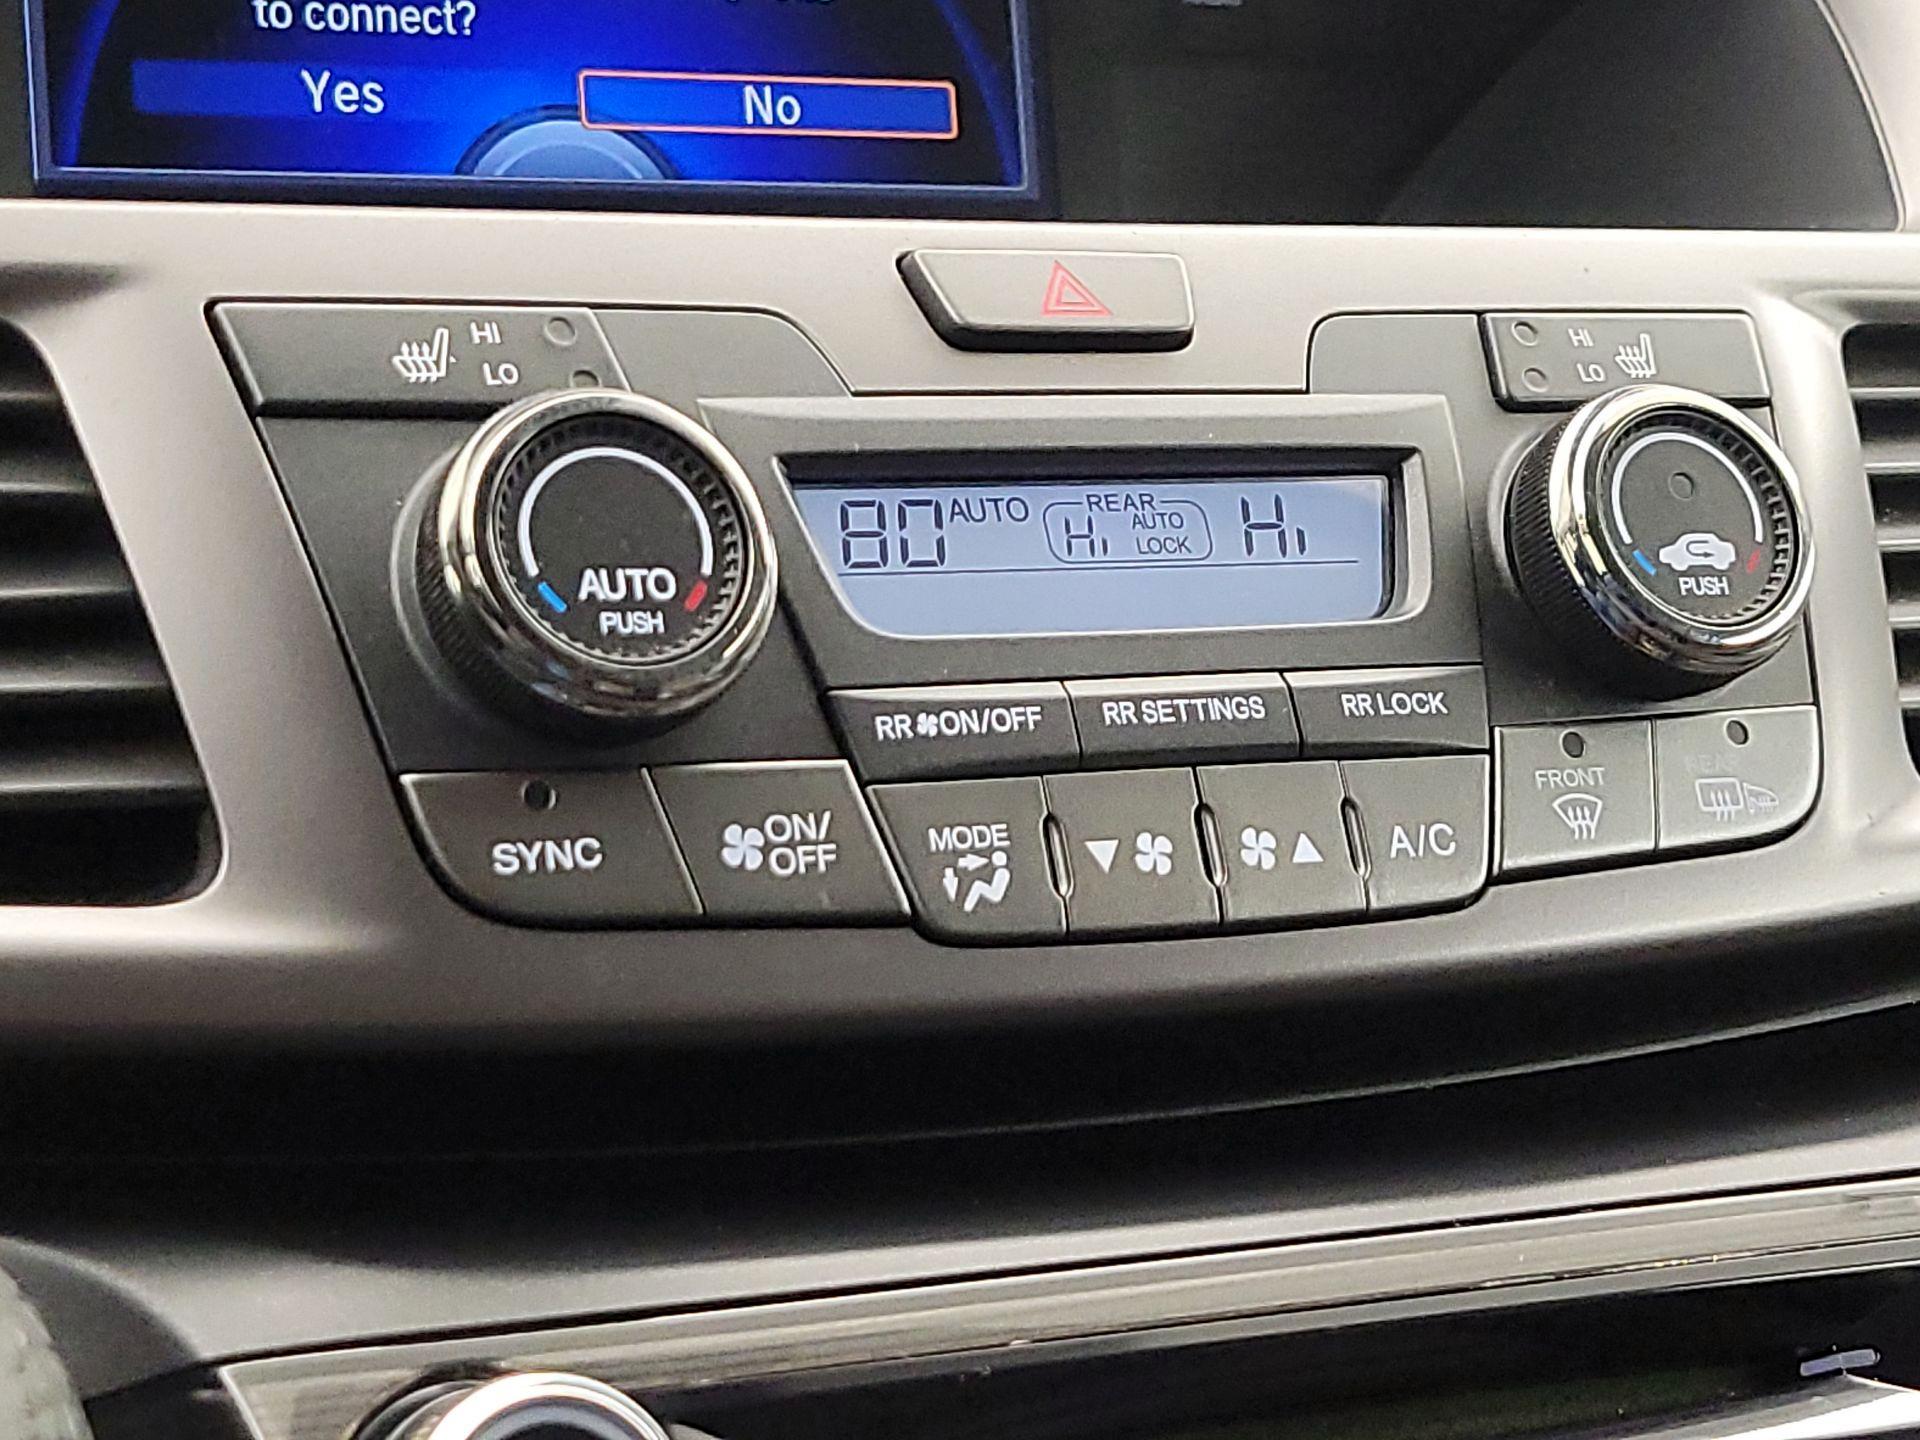 to connect?
Yes
No
HI
LO
HI
LO
80 AUTO
REAR
Hi AUTO LOCK
Hi
AUTO
PUSH
PUSH
RR ON/OFF
RR SETTINGS
RR LOCK
SYNC
ON/
OFF
MODE
A/C
FRONT
REAR